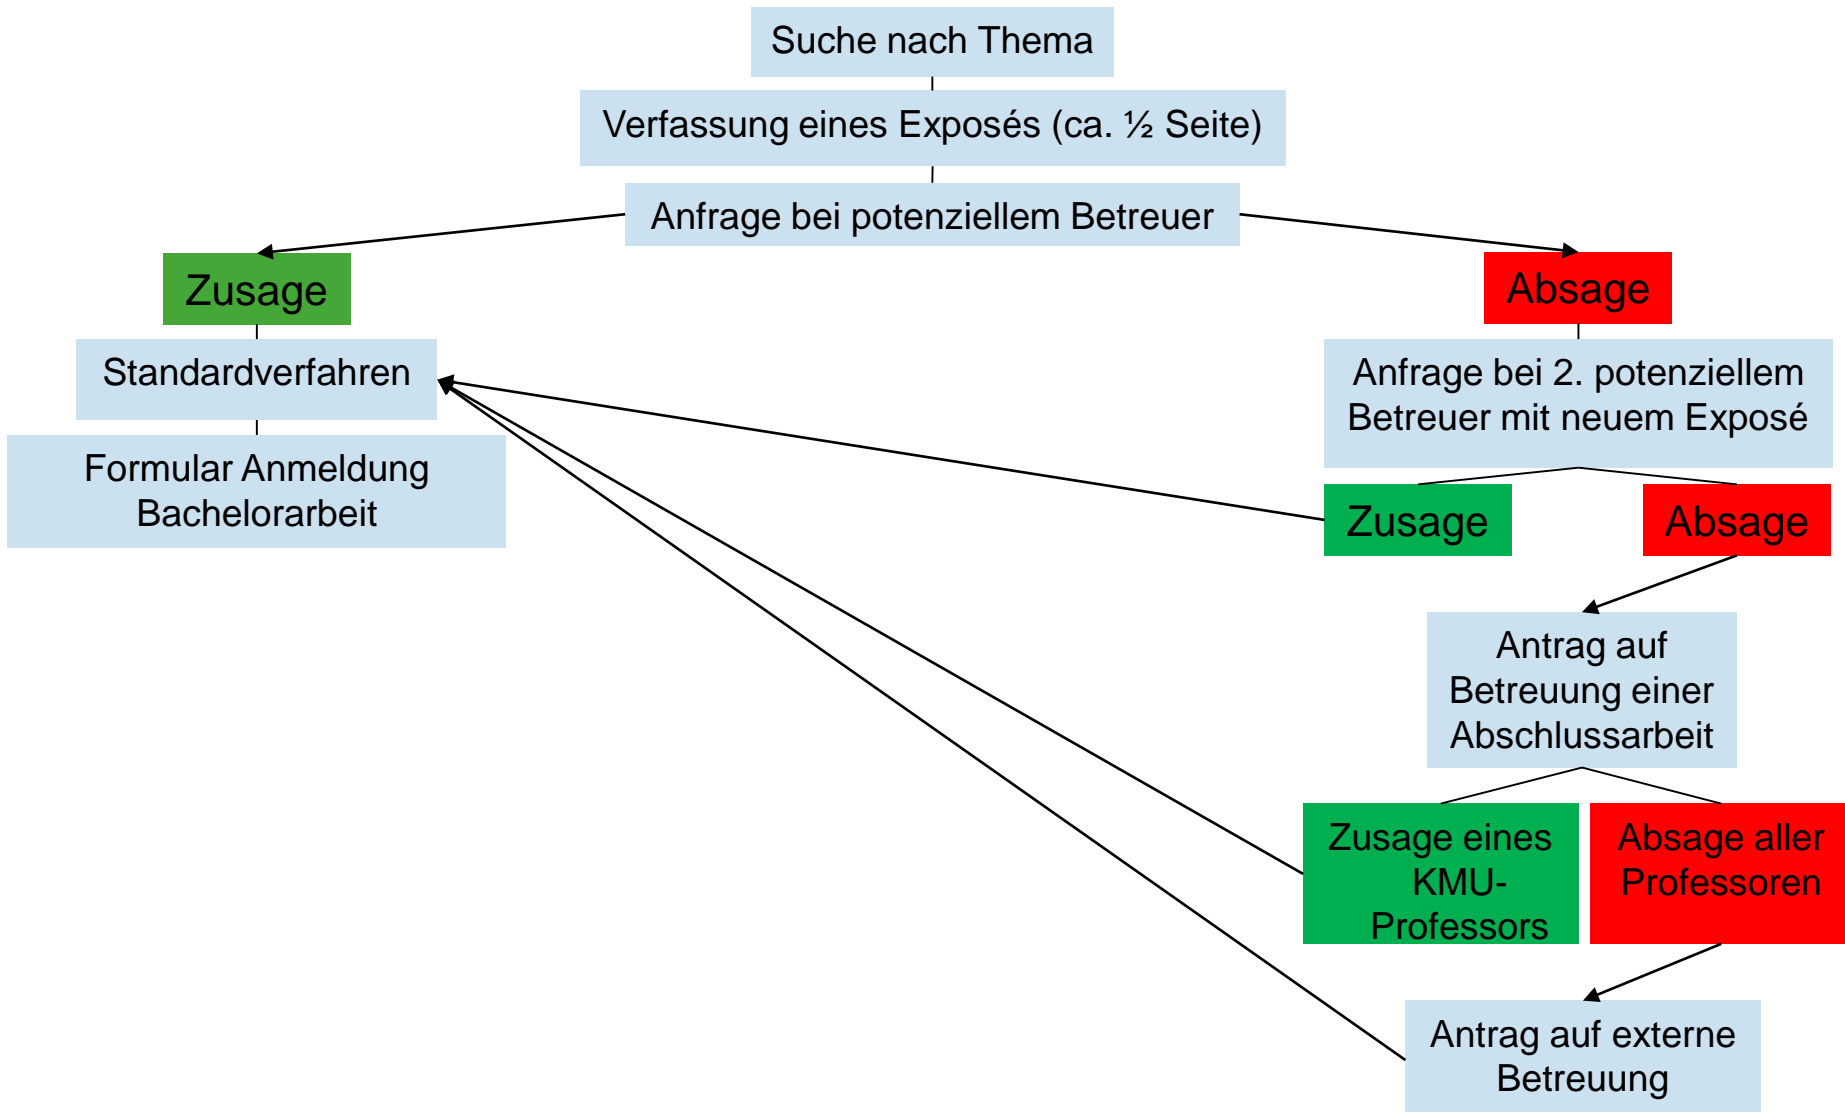 Suche nach Thema
Verfassung eines Exposés (ca. ½ Seite)
Anfrage bei potenziellem Betreuer
Zusage
Absage
Standardverfahren
Formular Anmeldung
Bachelorarbeit
Anfrage bei 2. potenziellem
Betreuer mit neuem Exposé
Zusage
Absage
Antrag auf
Betreuung einer
Abschlussarbeit
Zusage eines
KMU-
Professors
Absage aller
Professoren
Antrag auf externe
Betreuung